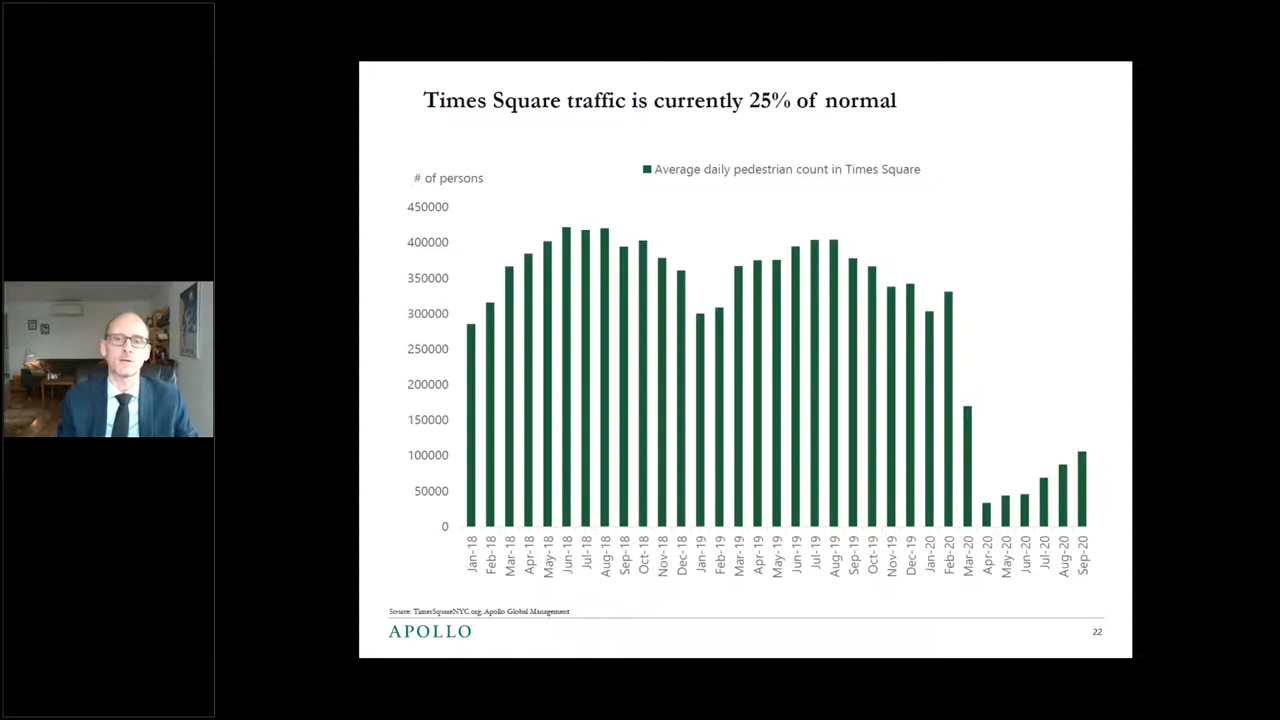 Times Square traffic is currently 25% of normal
Average daily pedestrian count in Times Square
# of persons
450000
400000
350000
300000
250000
200000
150000
100000
50000
0
Jan-18
Feb-18
Mar-18
Apr-18
May-18
Jun-18
Jul-18
Aug-18
Sep-18
Oct-18
Nov-18
Dec-18
Jan-19
Feb-19
Mar-19
Apr-19
May-19
Jun-19
Jul-19
Aug-19
Sep-19
Oct-19
Nov-19
Dec-19
Jan-20
Feb-20
Mar-20
Apr-20
May-20
Jun-20
Jul-20
Aug-20
Sep-20
Source: TimesSquareNYC.org, Apollo Global Management
APOLLO
22